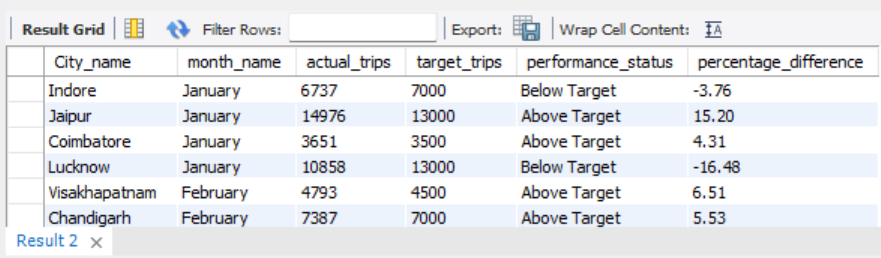 Result Grid Filter Rows: Export: Wrap Cell Content: IA
City_name month_name actual_trips target_trips performance_status percentage_difference
Indore January 6737 7000 Below Target -3.76
Jaipur January 14976 13000 Above Target 15.20
Coimbatore January 3651 3500 Above Target 4.31
Lucknow January 10858 13000 Below Target -16.48
Visakhapatnam February 4793 4500 Above Target 6.51
Chandigarh February 7387 7000 Above Target 5.53
Result 2 ×